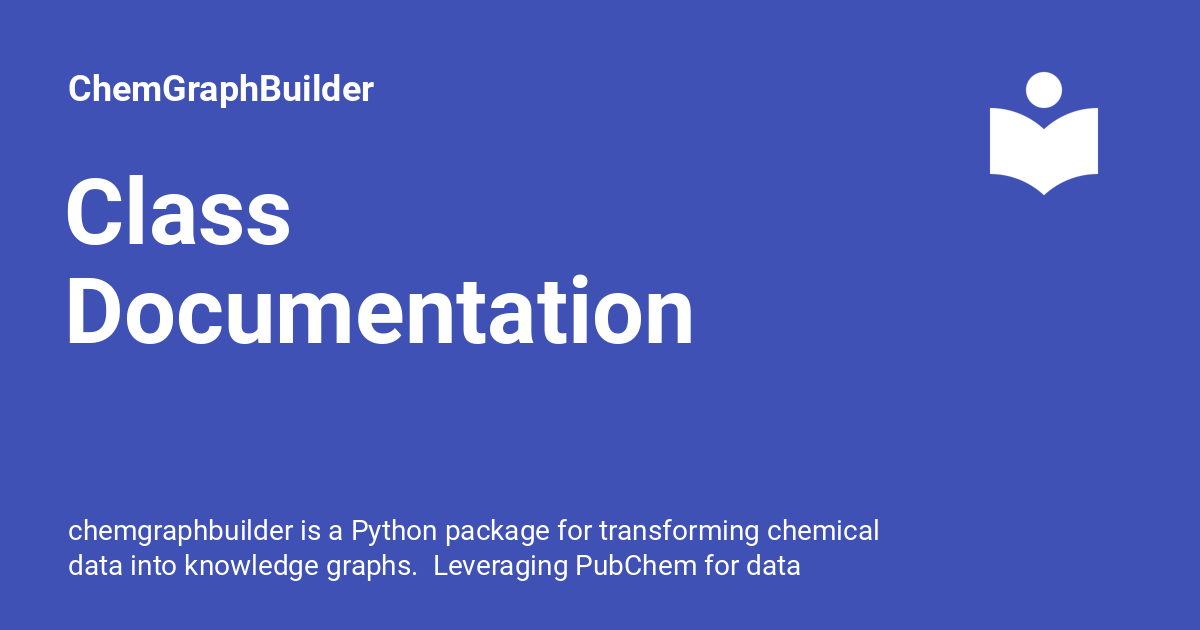 ChemGraphBuilder
Class
Documentation
chemgraphbuilder is a Python package for transforming chemical
data into knowledge graphs.  Leveraging PubChem for data